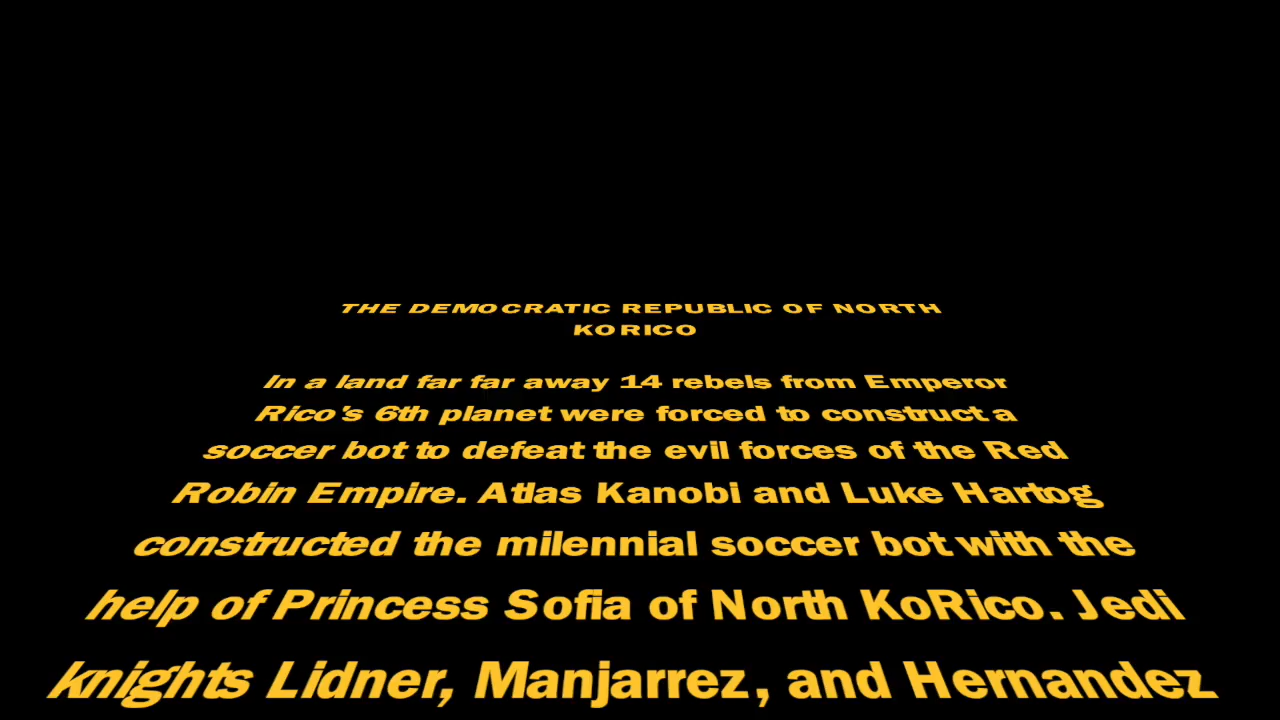 THE DEMOCRATIC REPUBLIC OF NORTH
KORICO
In a land far far away 14 rebels from Emperor
Rico's 6th planet were forced to construct a
soccer bot to defeat the evil forces of the Red
Robin Empire. Atlas Kanobi and Luke Hartog
constructed the milennial soccer bot with the
help of Princess Sofia of North KoRico. Jedi
knights Lidner, Manjarrez, and Hernandez